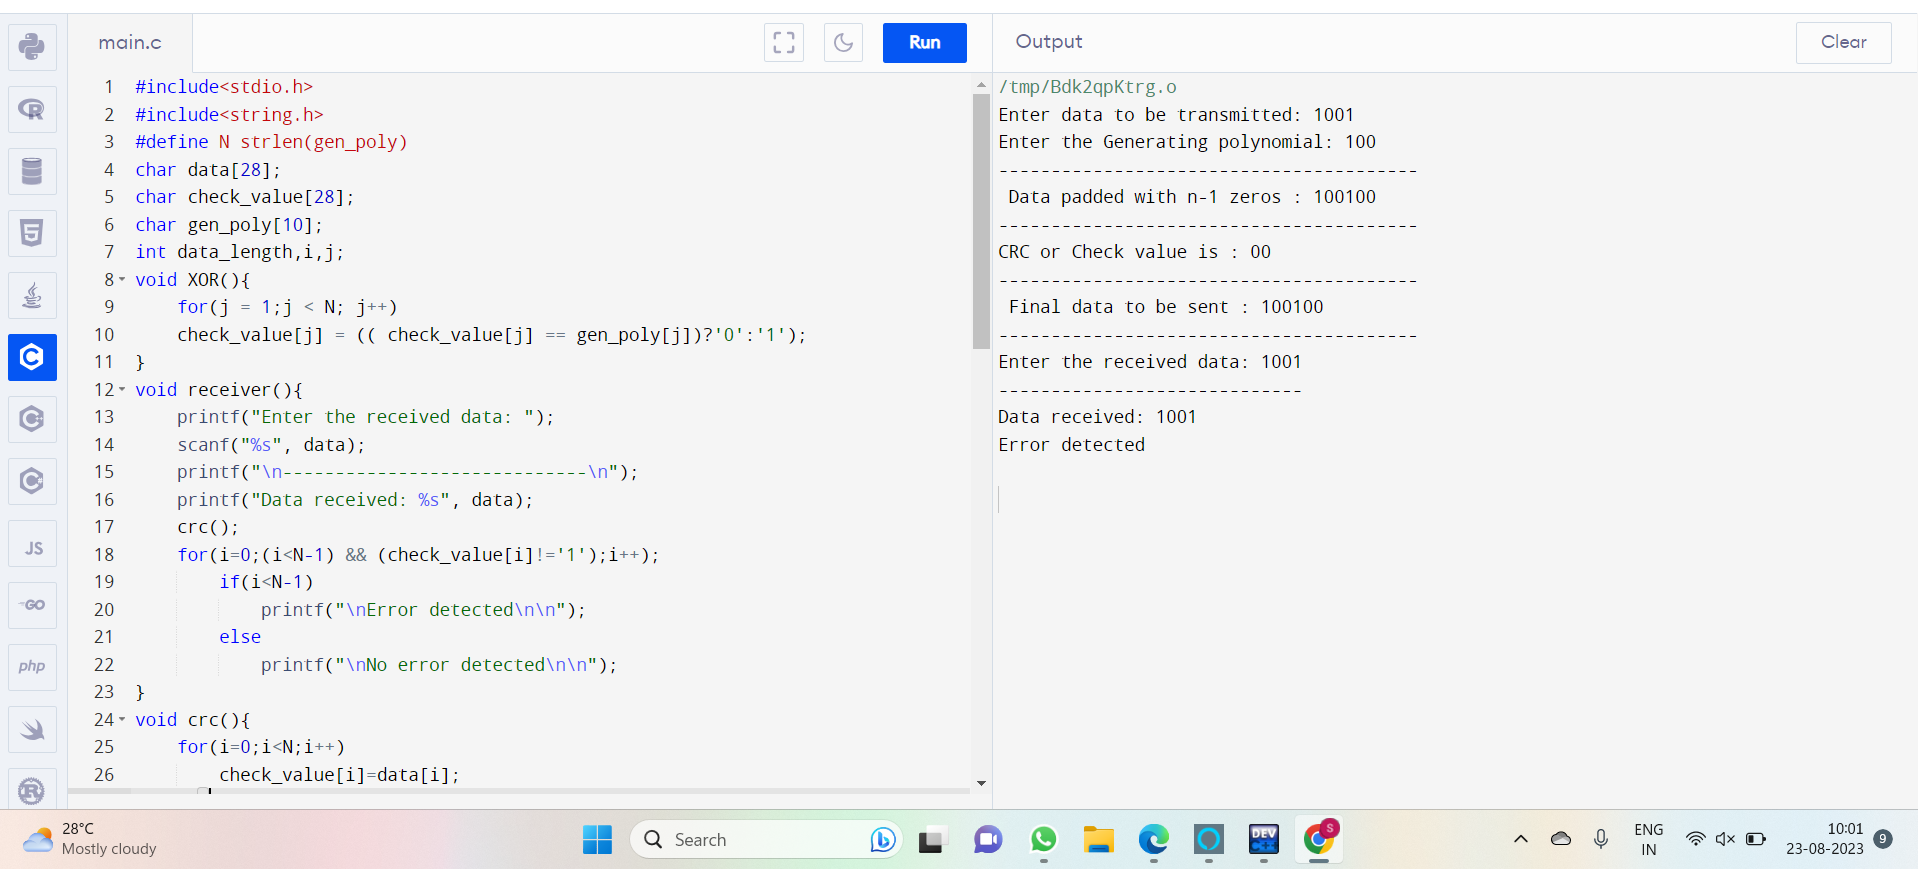 main.c
Run
Output
Clear
1 #include<stdio.h>
2 #include<string.h>
3 #define N strlen(gen_poly)
4 char data[28];
5 char check_value[28];
6 char gen_poly[10];
7 int data_length,i,j;
8 void XOR(){
9 for(j = 1;j < N; j++)
10 check_value[j] = (( check_value[j] == gen_poly[j])?'0':'1');
11 }
12 void receiver(){
13 printf("Enter the received data: ");
14 scanf("%s", data);
15 printf("\n-----------------------------\n");
16 printf("Data received: %s", data);
17 crc();
18 for(i=0;(i<N-1) && (check_value[i]!='1');i++);
19 if(i<N-1)
20 printf("\nError detected\n\n");
21 else
22 printf("\nNo error detected\n\n");
23 }
24 void crc(){
25 for(i=0;i<N;i++)
26 check_value[i]=data[i];
/tmp/Bdk2qpKtrg.o
Enter data to be transmitted: 1001
Enter the Generating polynomial: 100
----------------------------------------
Data padded with n-1 zeros : 100100
----------------------------------------
CRC or Check value is : 00
----------------------------------------
Final data to be sent : 100100
----------------------------------------
Enter the received data: 1001
-----------------------------
Data received: 1001
Error detected
R
5
C
C
C
JS
GO
php
R
28°C
Mostly cloudy
Search
b
DEV
C++
S
ENG
IN
10:01
23-08-2023
9